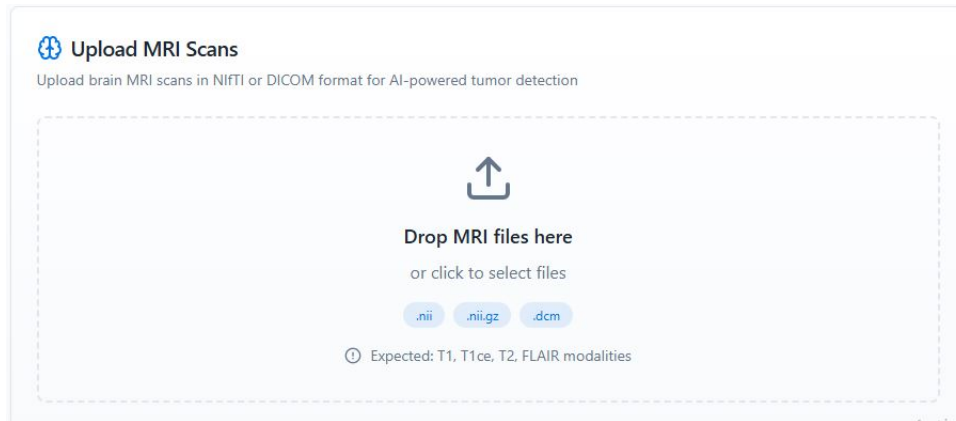 Upload MRI Scans
Upload brain MRI scans in NIfTI or DICOM format for AI-powered tumor detection
Drop MRI files here
or click to select files
.nii .nii.gz .dcm
Expected: T1, T1ce, T2, FLAIR modalities